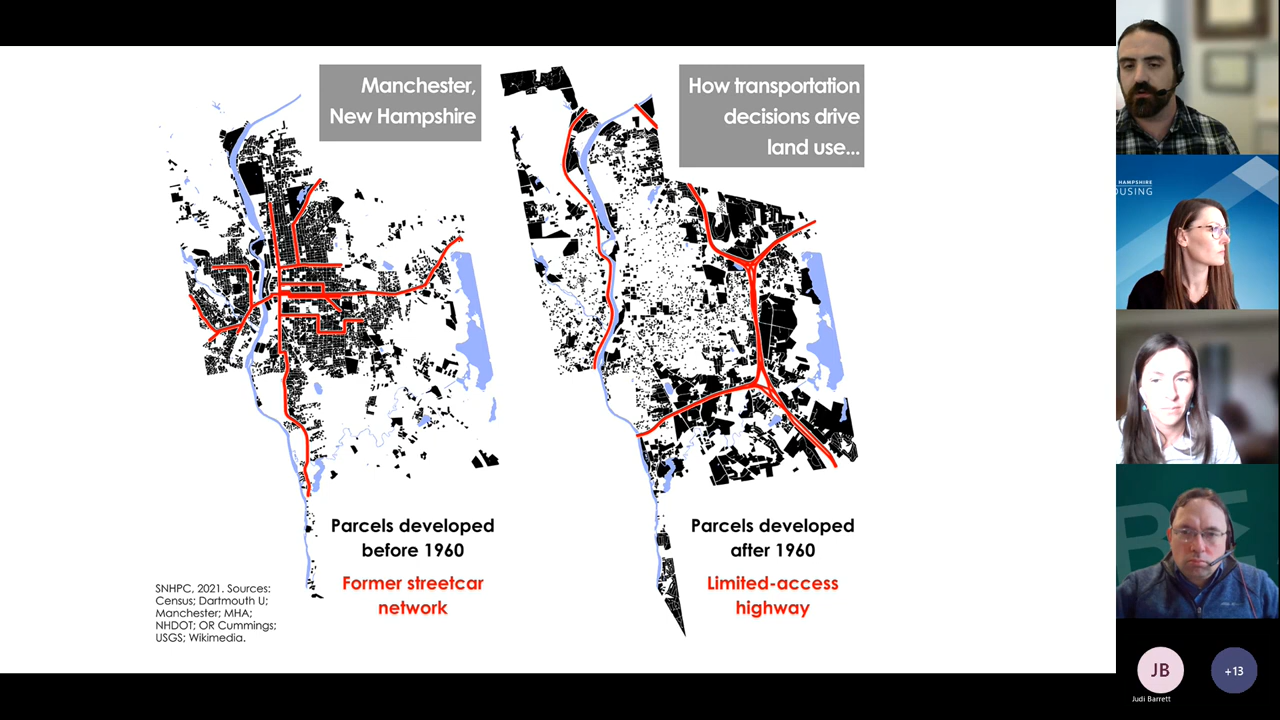 Manchester,
New Hampshire
How transportation
decisions drive
land use...
Parcels developed
before 1960
Former streetcar
network
Parcels developed
after 1960
Limited-access
highway
SNHPC, 2021. Sources:
Census; Dartmouth U;
Manchester; MHA;
NHDOT; OR Cummings;
USGS; Wikimedia.
HAMPSHIRE
OUSING
JB
Judi Barrett
+13